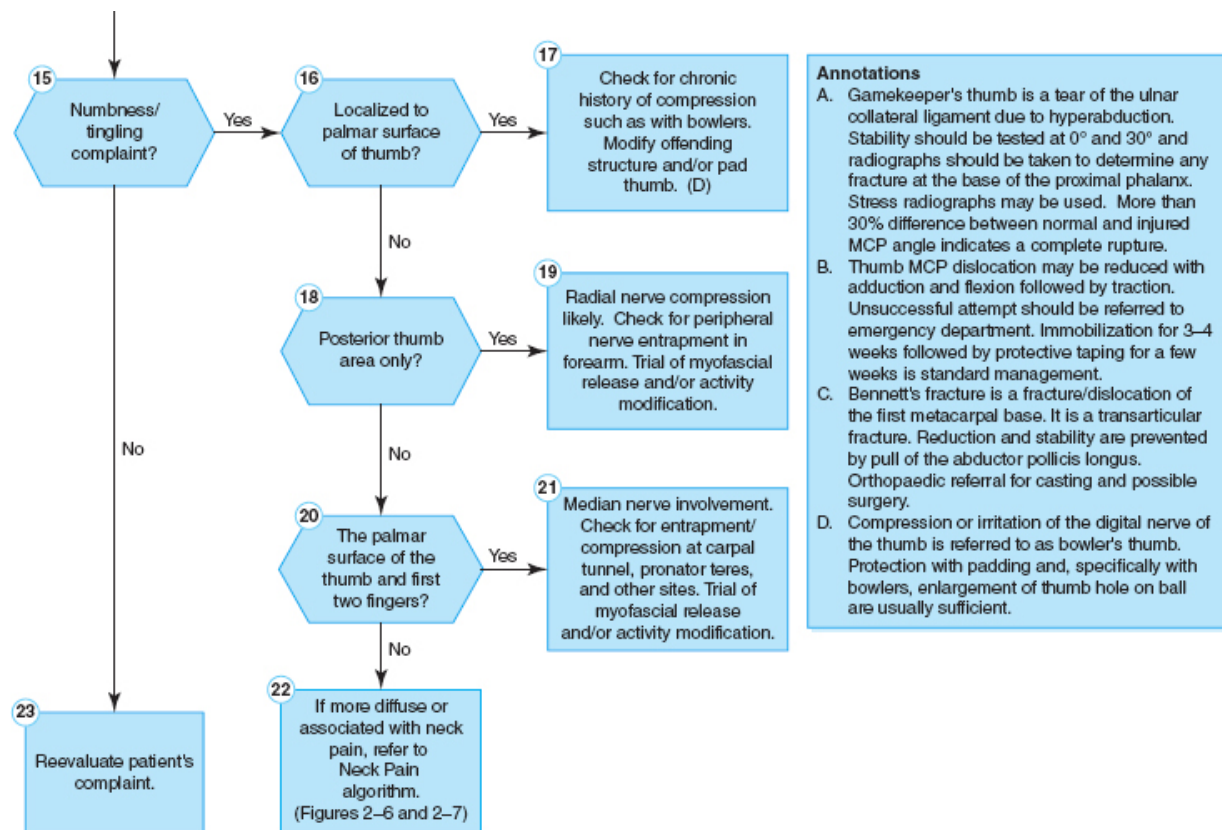 15
Numbness/
tingling
complaint?
Yes
16
Localized to
palmar surface
of thumb?
Yes
17
Check for chronic
history of compression
such as with bowlers.
Modify offending
structure and/or pad
thumb. (D)
No
18
Posterior thumb
area only?
Yes
19
Radial nerve compression
likely. Check for peripheral
nerve entrapment in
forearm. Trial of myofascial
release and/or activity
modification.
No
No
20
The palmar
surface of the
thumb and first
two fingers?
Yes
21
Median nerve involvement.
Check for entrapment/
compression at carpal
tunnel, pronator teres,
and other sites. Trial of
myofascial release
and/or activity modification.
No
22
If more diffuse or
associated with neck
pain, refer to
Neck Pain
algorithm.
(Figures 2–6 and 2–7)
23
Reevaluate patient's
complaint.
Annotations
A. Gamekeeper's thumb is a tear of the ulnar
collateral ligament due to hyperabduction.
Stability should be tested at 0° and 30° and
radiographs should be taken to determine any
fracture at the base of the proximal phalanx.
Stress radiographs may be used. More than
30% difference between normal and injured
MCP angle indicates a complete rupture.
B. Thumb MCP dislocation may be reduced with
adduction and flexion followed by traction.
Unsuccessful attempt should be referred to
emergency department. Immobilization for 3–4
weeks followed by protective taping for a few
weeks is standard management.
C. Bennett's fracture is a fracture/dislocation of
the first metacarpal base. It is a transarticular
fracture. Reduction and stability are prevented
by pull of the abductor pollicis longus.
Orthopaedic referral for casting and possible
surgery.
D. Compression or irritation of the digital nerve of
the thumb is referred to as bowler's thumb.
Protection with padding and, specifically with
bowlers, enlargement of thumb hole on ball
are usually sufficient.